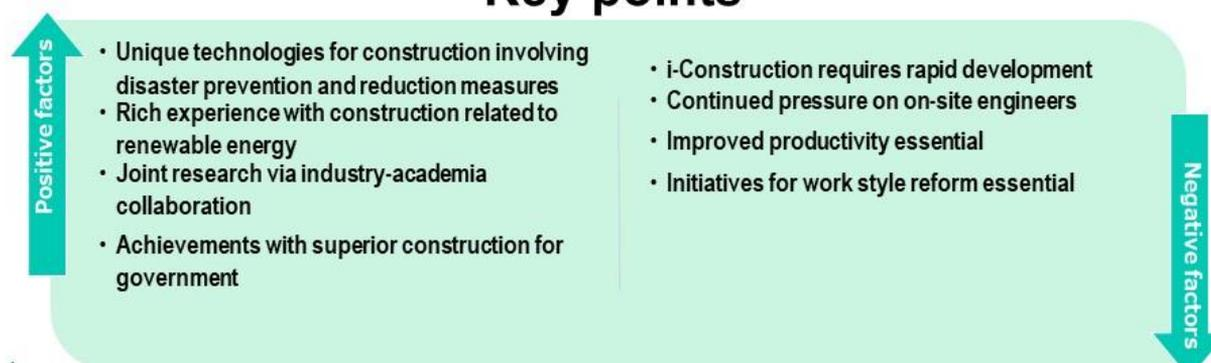 Key points
Positive factors
• Unique technologies for construction involving
disaster prevention and reduction measures
• Rich experience with construction related to
renewable energy
• Joint research via industry-academia
collaboration
• Achievements with superior construction for
government
• i-Construction requires rapid development
• Continued pressure on on-site engineers
• Improved productivity essential
• Initiatives for work style reform essential
Negative factors